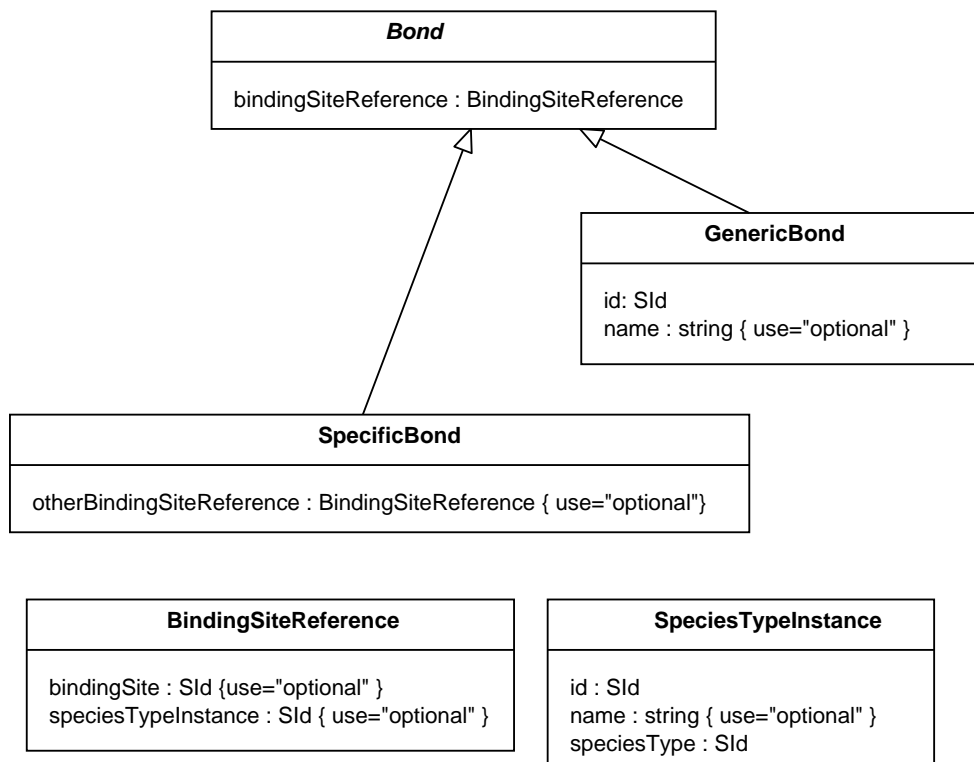 Bond
bindingSiteReference : BindingSiteReference
GenericBond
id: SId
name : string { use="optional" }
SpecificBond
otherBindingSiteReference : BindingSiteReference { use="optional"}
BindingSiteReference
bindingSite : SId {use="optional" }
speciesTypeInstance : SId { use="optional" }
SpeciesTypeInstance
id : SId
name : string { use="optional" }
speciesType : SId